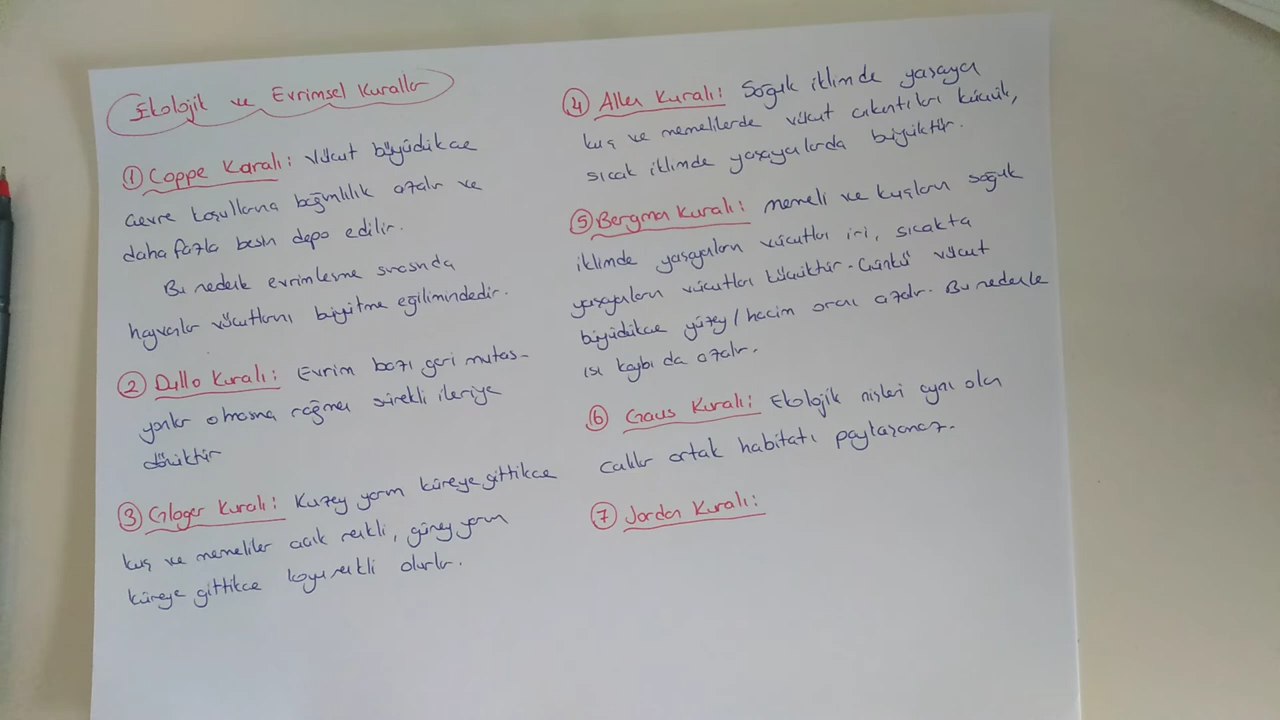 Ekolojik ve Evrimsel Kurallar
① Coppe Kuralı: Vücut büyüdükçe
çevre koşullarına bağımlılık azalır ve
daha fazla besin depo edilir.
Bu nedenle evrimleşme sırasında
hayvanlar vücutlarını büyütme eğilimindedir.
② Dollo Kuralı: Evrim bazı geri mutas-
yonlar olmasına rağmen sürekli ileriye
dönüktür
③ Gloger Kuralı: Kuzey yarım küreye gittikçe
kuş ve memeliler açık renkli, güney yarım
küreye gittikçe koyu renkli olurlar.
④ Allen Kuralı: Soğuk iklimde yaşayan
kuş ve memelilerde vücut çıkıntıları küçük,
sıcak iklimde yaşayanlarda büyüktür.
⑤ Bergman Kuralı: memeli ve kuşların soğuk
iklimde yaşayanların vücutları iri, sıcakta
yaşayanların vücutları küçüktür. Çünkü vücut
büyüdükçe yüzey/hacim oranı azalır. Bu nedenle
ısı kaybı da azalır.
⑥ Gaus Kuralı: Ekolojik nişleri aynı olan
canlılar ortak habitatı paylaşamaz.
⑦ Jordan Kuralı: